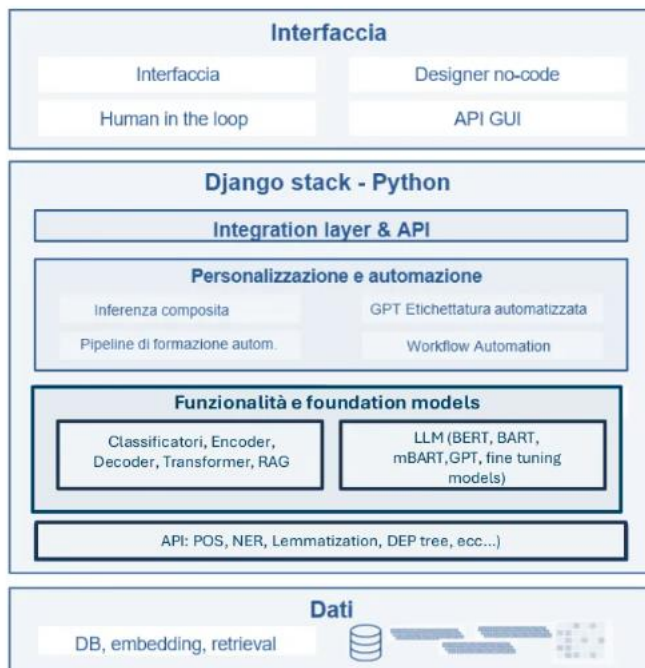 Interfaccia
Interfaccia
Designer no-code
Human in the loop
API GUI
Django stack - Python
Integration layer & API
Personalizzazione e automazione
Inferenza composita
GPT Etichettatura automatizzata
Pipeline di formazione autom.
Workflow Automation
Funzionalità e foundation models
Classificatori, Encoder,
Decoder, Transformer, RAG
LLM (BERT, BART,
mBART,GPT, fine tuning
models)
API: POS, NER, Lemmatization, DEP tree, ecc...)
Dati
DB, embedding, retrieval